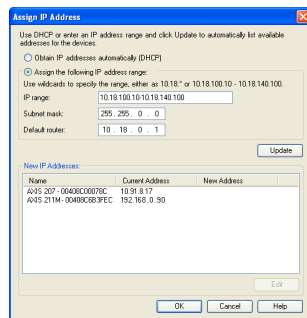 Assign IP Address
Use DHCP or enter an IP address range and click Update to automatically list available
addresses for the devices.
Obtain IP addresses automatically (DHCP)
Assign the following IP address range:
Use wildcards to specify the range, either as 10.18.* or 10.18.100.10 - 10.18.140.100.
IP range: 10.18.100.10-10.18.140.100
Subnet mask: 255 . 255 . 0 . 0
Default router: 10 . 18 . 0 . 1
Update
New IP Addresses:
Name Current Address New Address
AXIS 207 - 00408C00078C 10.91.8.17
AXIS 211M - 00408C6B3FEC 192.168.0.90
Edit
OK Cancel Help